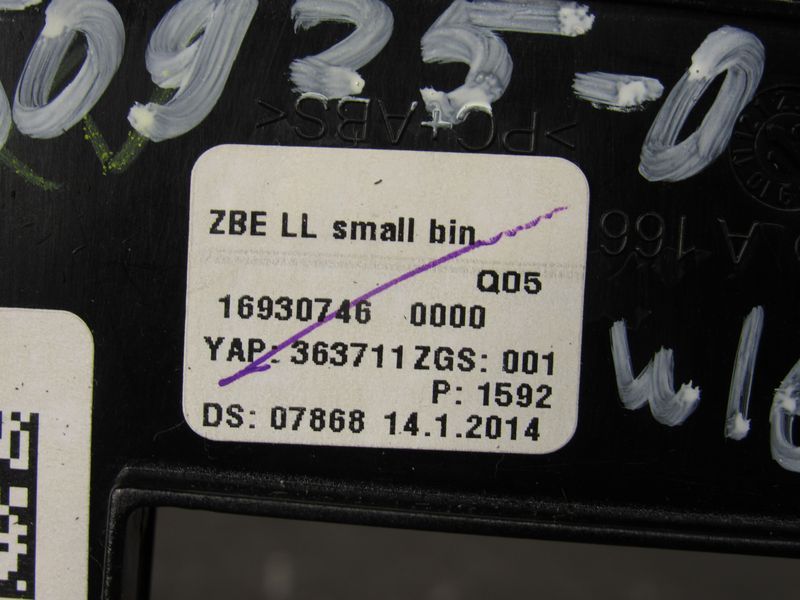 0925-0
>PC+ABS<
A 166
W16
ZBE LL small bin
Q05
16930746 0000
YAP: 363711 ZGS: 001
P: 1592
DS: 07868 14.1.2014